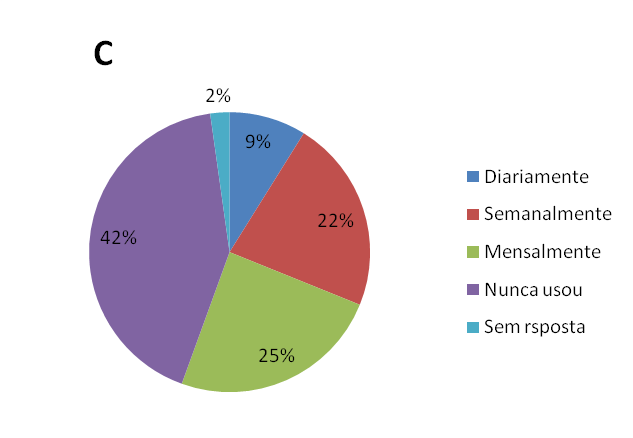 C
2%
9%
22%
42%
25%
Diariamente
Semanalmente
Mensalmente
Nunca usou
Sem rsposta